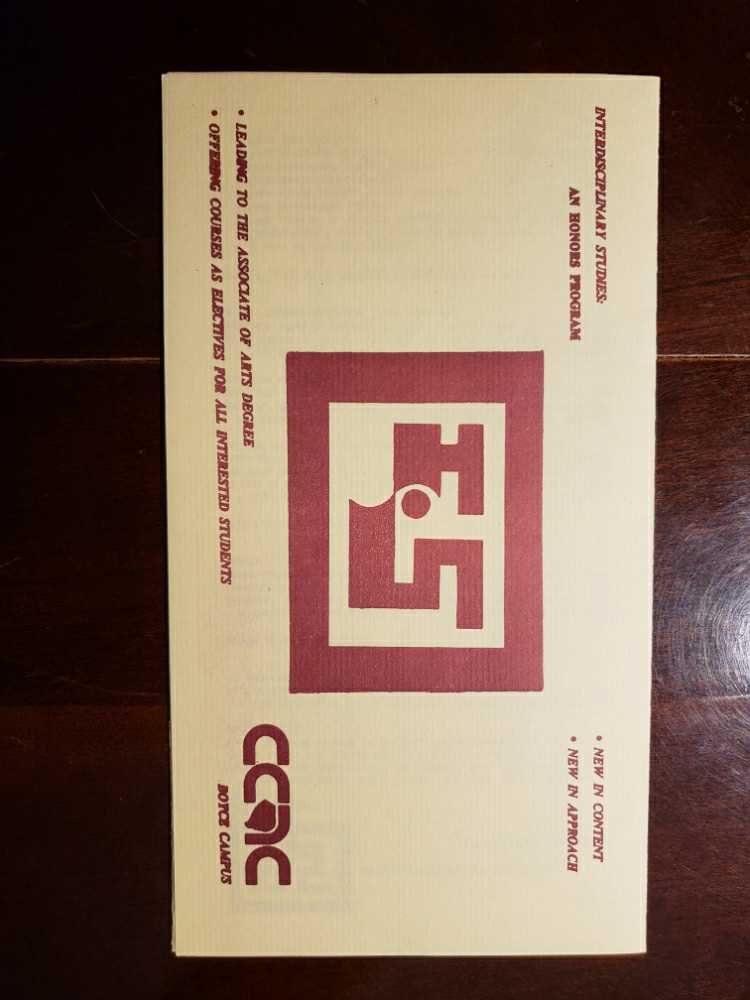 INTERDISCIPLINARY STUDIES:
AN HONORS PROGRAM
• NEW IN CONTENT
• NEW IN APPROACH
I.S
• LEADING TO THE ASSOCIATE OF ARTS DEGREE
• OFFERING COURSES AS ELECTIVES FOR ALL INTERESTED STUDENTS
CCAC
BOYCE CAMPUS